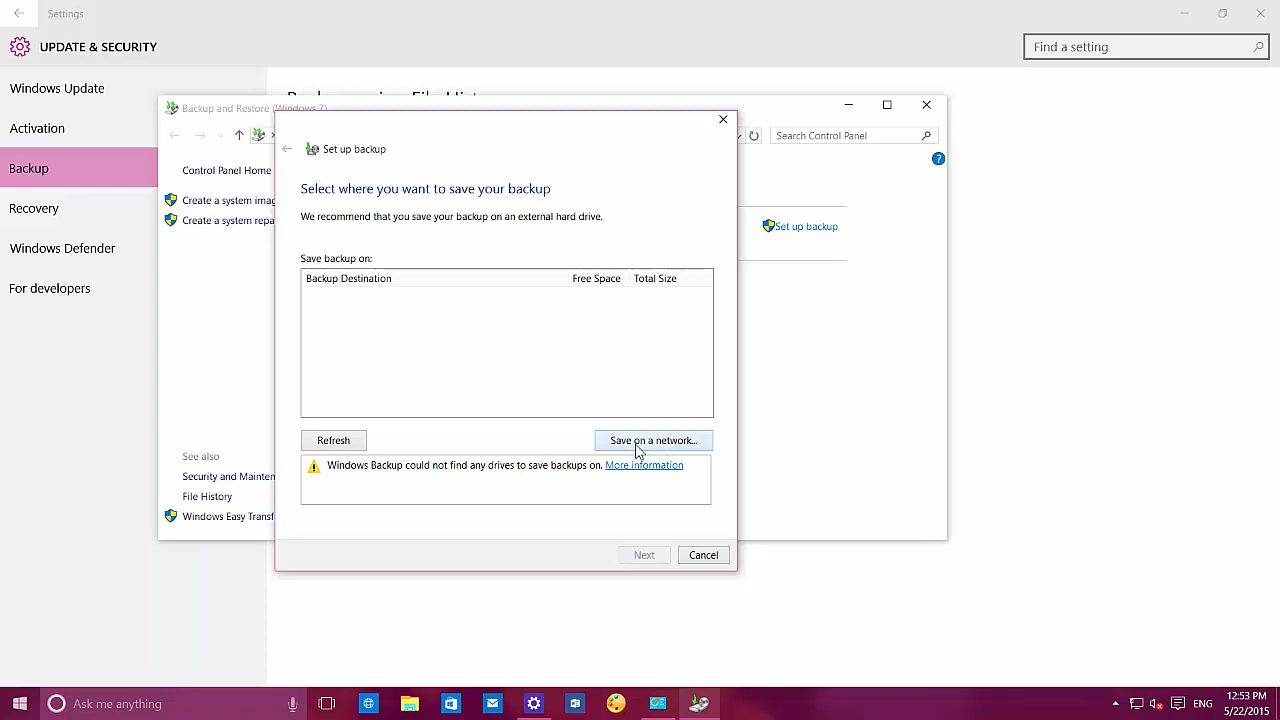 Settings
UPDATE & SECURITY
Find a setting
Windows Update
Activation
Backup
Recovery
Windows Defender
For developers
Backup and Restore (Windows 7)
Search Control Panel
Control Panel Home
Create a system imag
Create a system repa
Set up backup
See also
Security and Mainten
File History
Windows Easy Transf
Set up backup
Select where you want to save your backup
We recommend that you save your backup on an external hard drive.
Save backup on:
Backup Destination Free Space Total Size
Refresh
Save on a network...
Windows Backup could not find any drives to save backups on. More information
Next
Cancel
Ask me anything
ENG
12:53 PM
5/22/2015